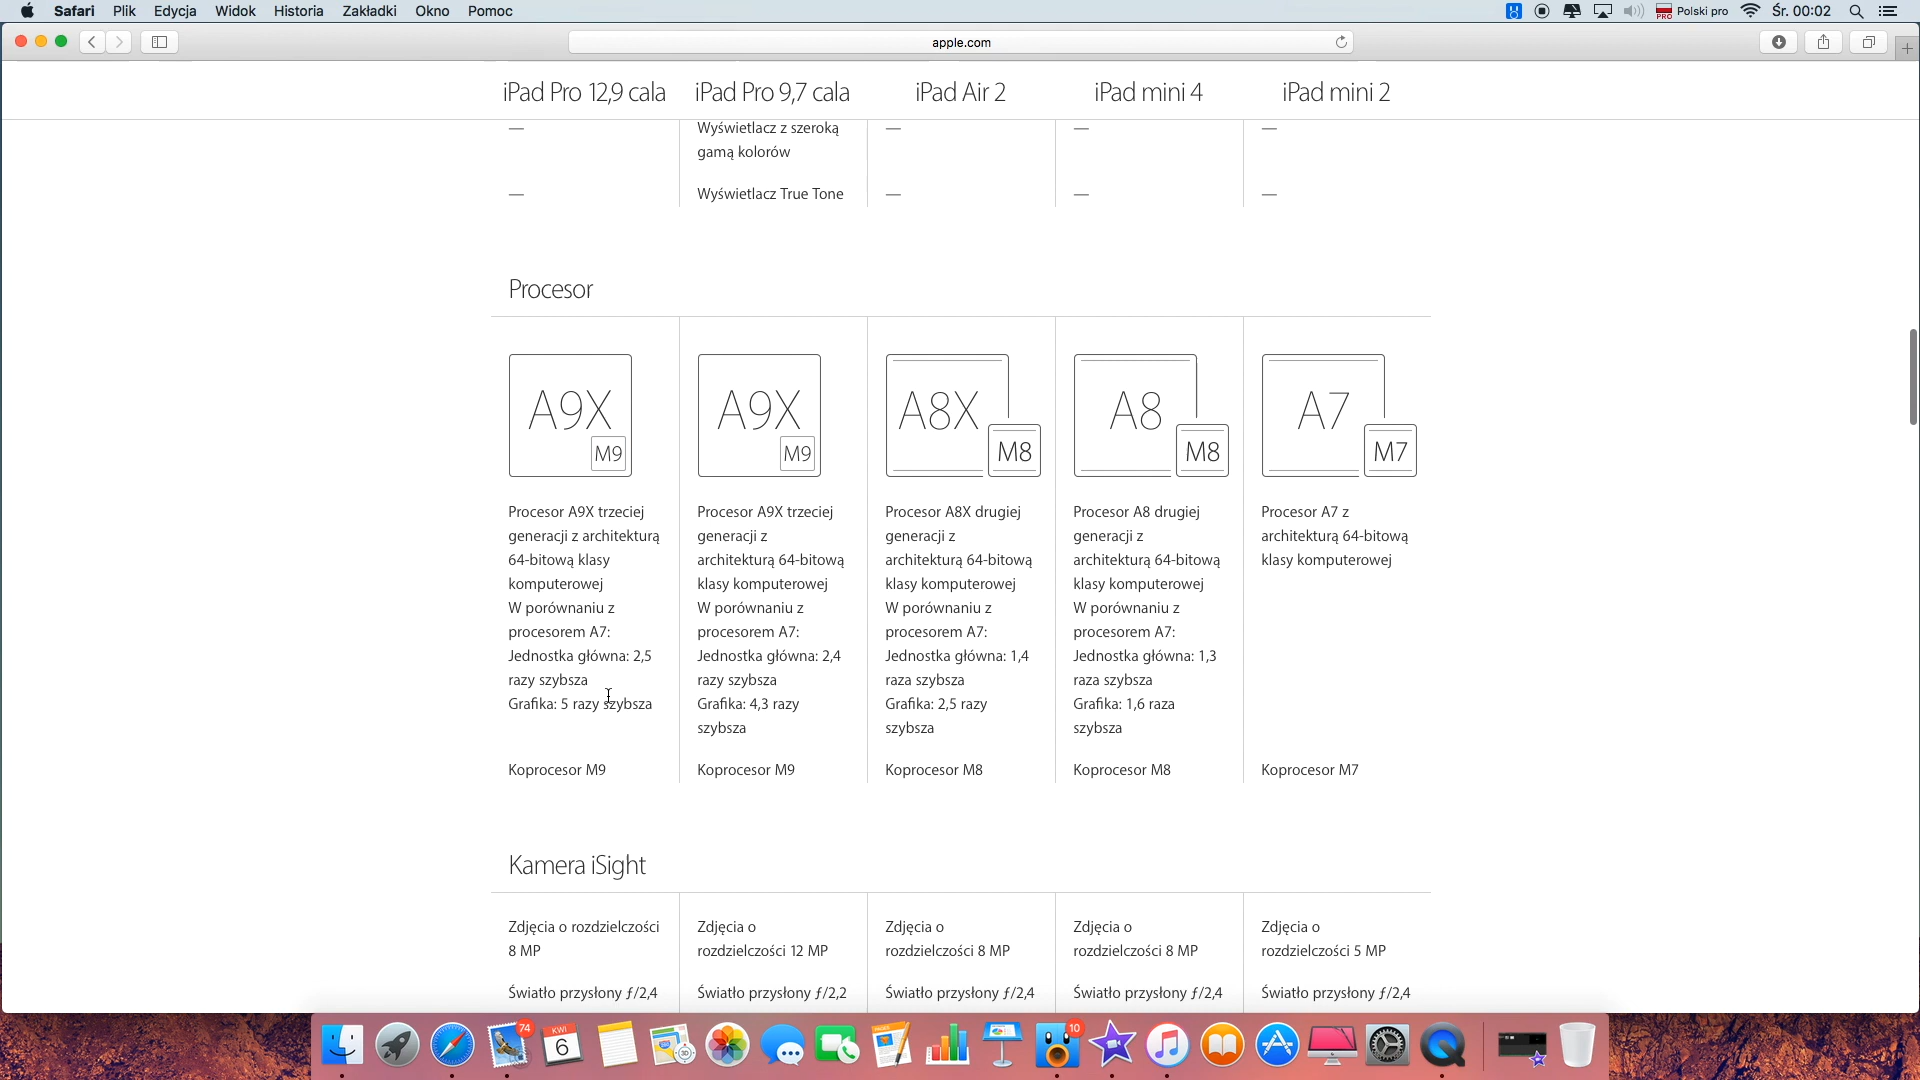 Safari Plik Edycja Widok Historia Zakładki Okno Pomoc PRO Polski pro Śr. 00:02
apple.com
iPad Pro 12,9 cala iPad Pro 9,7 cala iPad Air 2 iPad mini 4 iPad mini 2
— Wyświetlacz z szeroką — — —
gamą kolorów
— Wyświetlacz True Tone — — —
Procesor
A9X M9
A9X M9
A8X M8
A8 M8
A7 M7
Procesor A9X trzeciej
generacji z architekturą
64-bitową klasy
komputerowej
W porównaniu z
procesorem A7:
Jednostka główna: 2,5
razy szybsza
Grafika: 5 razy szybsza
Koprocesor M9
Procesor A9X trzeciej
generacji z
architekturą 64-bitową
klasy komputerowej
W porównaniu z
procesorem A7:
Jednostka główna: 2,4
razy szybsza
Grafika: 4,3 razy
szybsza
Koprocesor M9
Procesor A8X drugiej
generacji z
architekturą 64-bitową
klasy komputerowej
W porównaniu z
procesorem A7:
Jednostka główna: 1,4
raza szybsza
Grafika: 2,5 razy
szybsza
Koprocesor M8
Procesor A8 drugiej
generacji z
architekturą 64-bitową
klasy komputerowej
W porównaniu z
procesorem A7:
Jednostka główna: 1,3
raza szybsza
Grafika: 1,6 raza
szybsza
Koprocesor M8
Procesor A7 z
architekturą 64-bitową
klasy komputerowej
Koprocesor M7
Kamera iSight
Zdjęcia o rozdzielczości
8 MP
Światło przysłony ƒ/2,4
Zdjęcia o
rozdzielczości 12 MP
Światło przysłony ƒ/2,2
Zdjęcia o
rozdzielczości 8 MP
Światło przysłony ƒ/2,4
Zdjęcia o
rozdzielczości 8 MP
Światło przysłony ƒ/2,4
Zdjęcia o
rozdzielczości 5 MP
Światło przysłony ƒ/2,4
74
KWI
6
3D
10